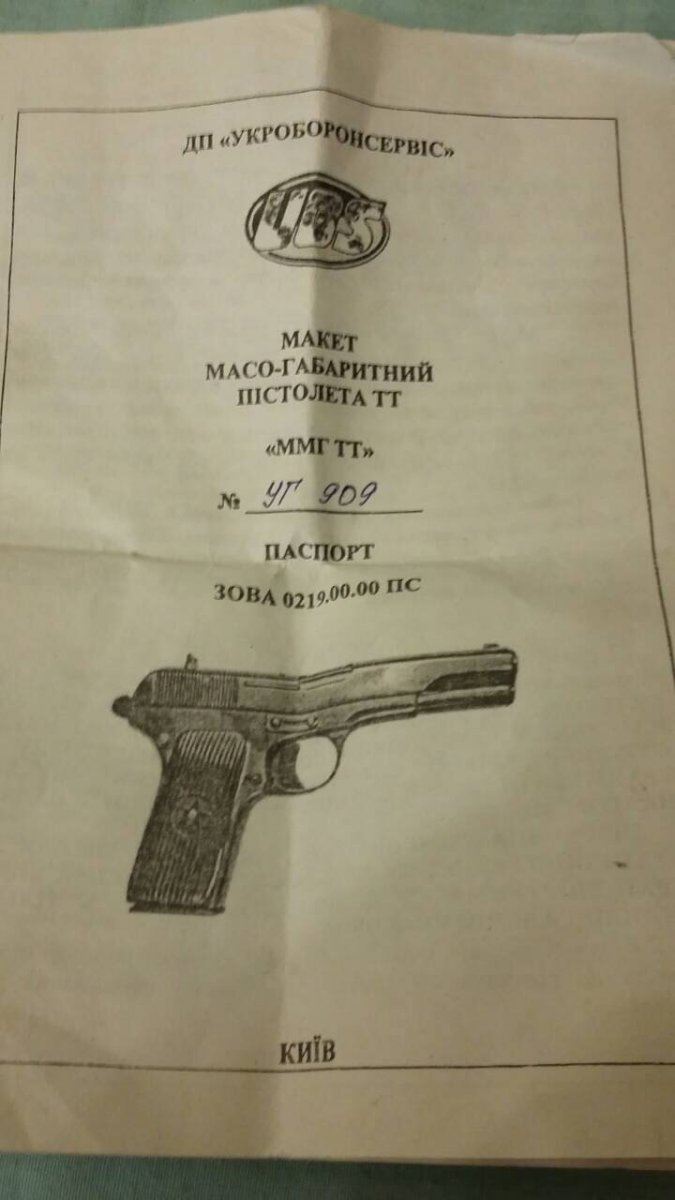 ДП «УКРОБОРОНСЕРВІС»
UOS
МАКЕТ
МАСО-ГАБАРИТНИЙ
ПІСТОЛЕТА ТТ
«ММГ ТТ»
№ УГ 909
ПАСПОРТ
ЗОВА 0219.00.00 ПС
КИЇВ